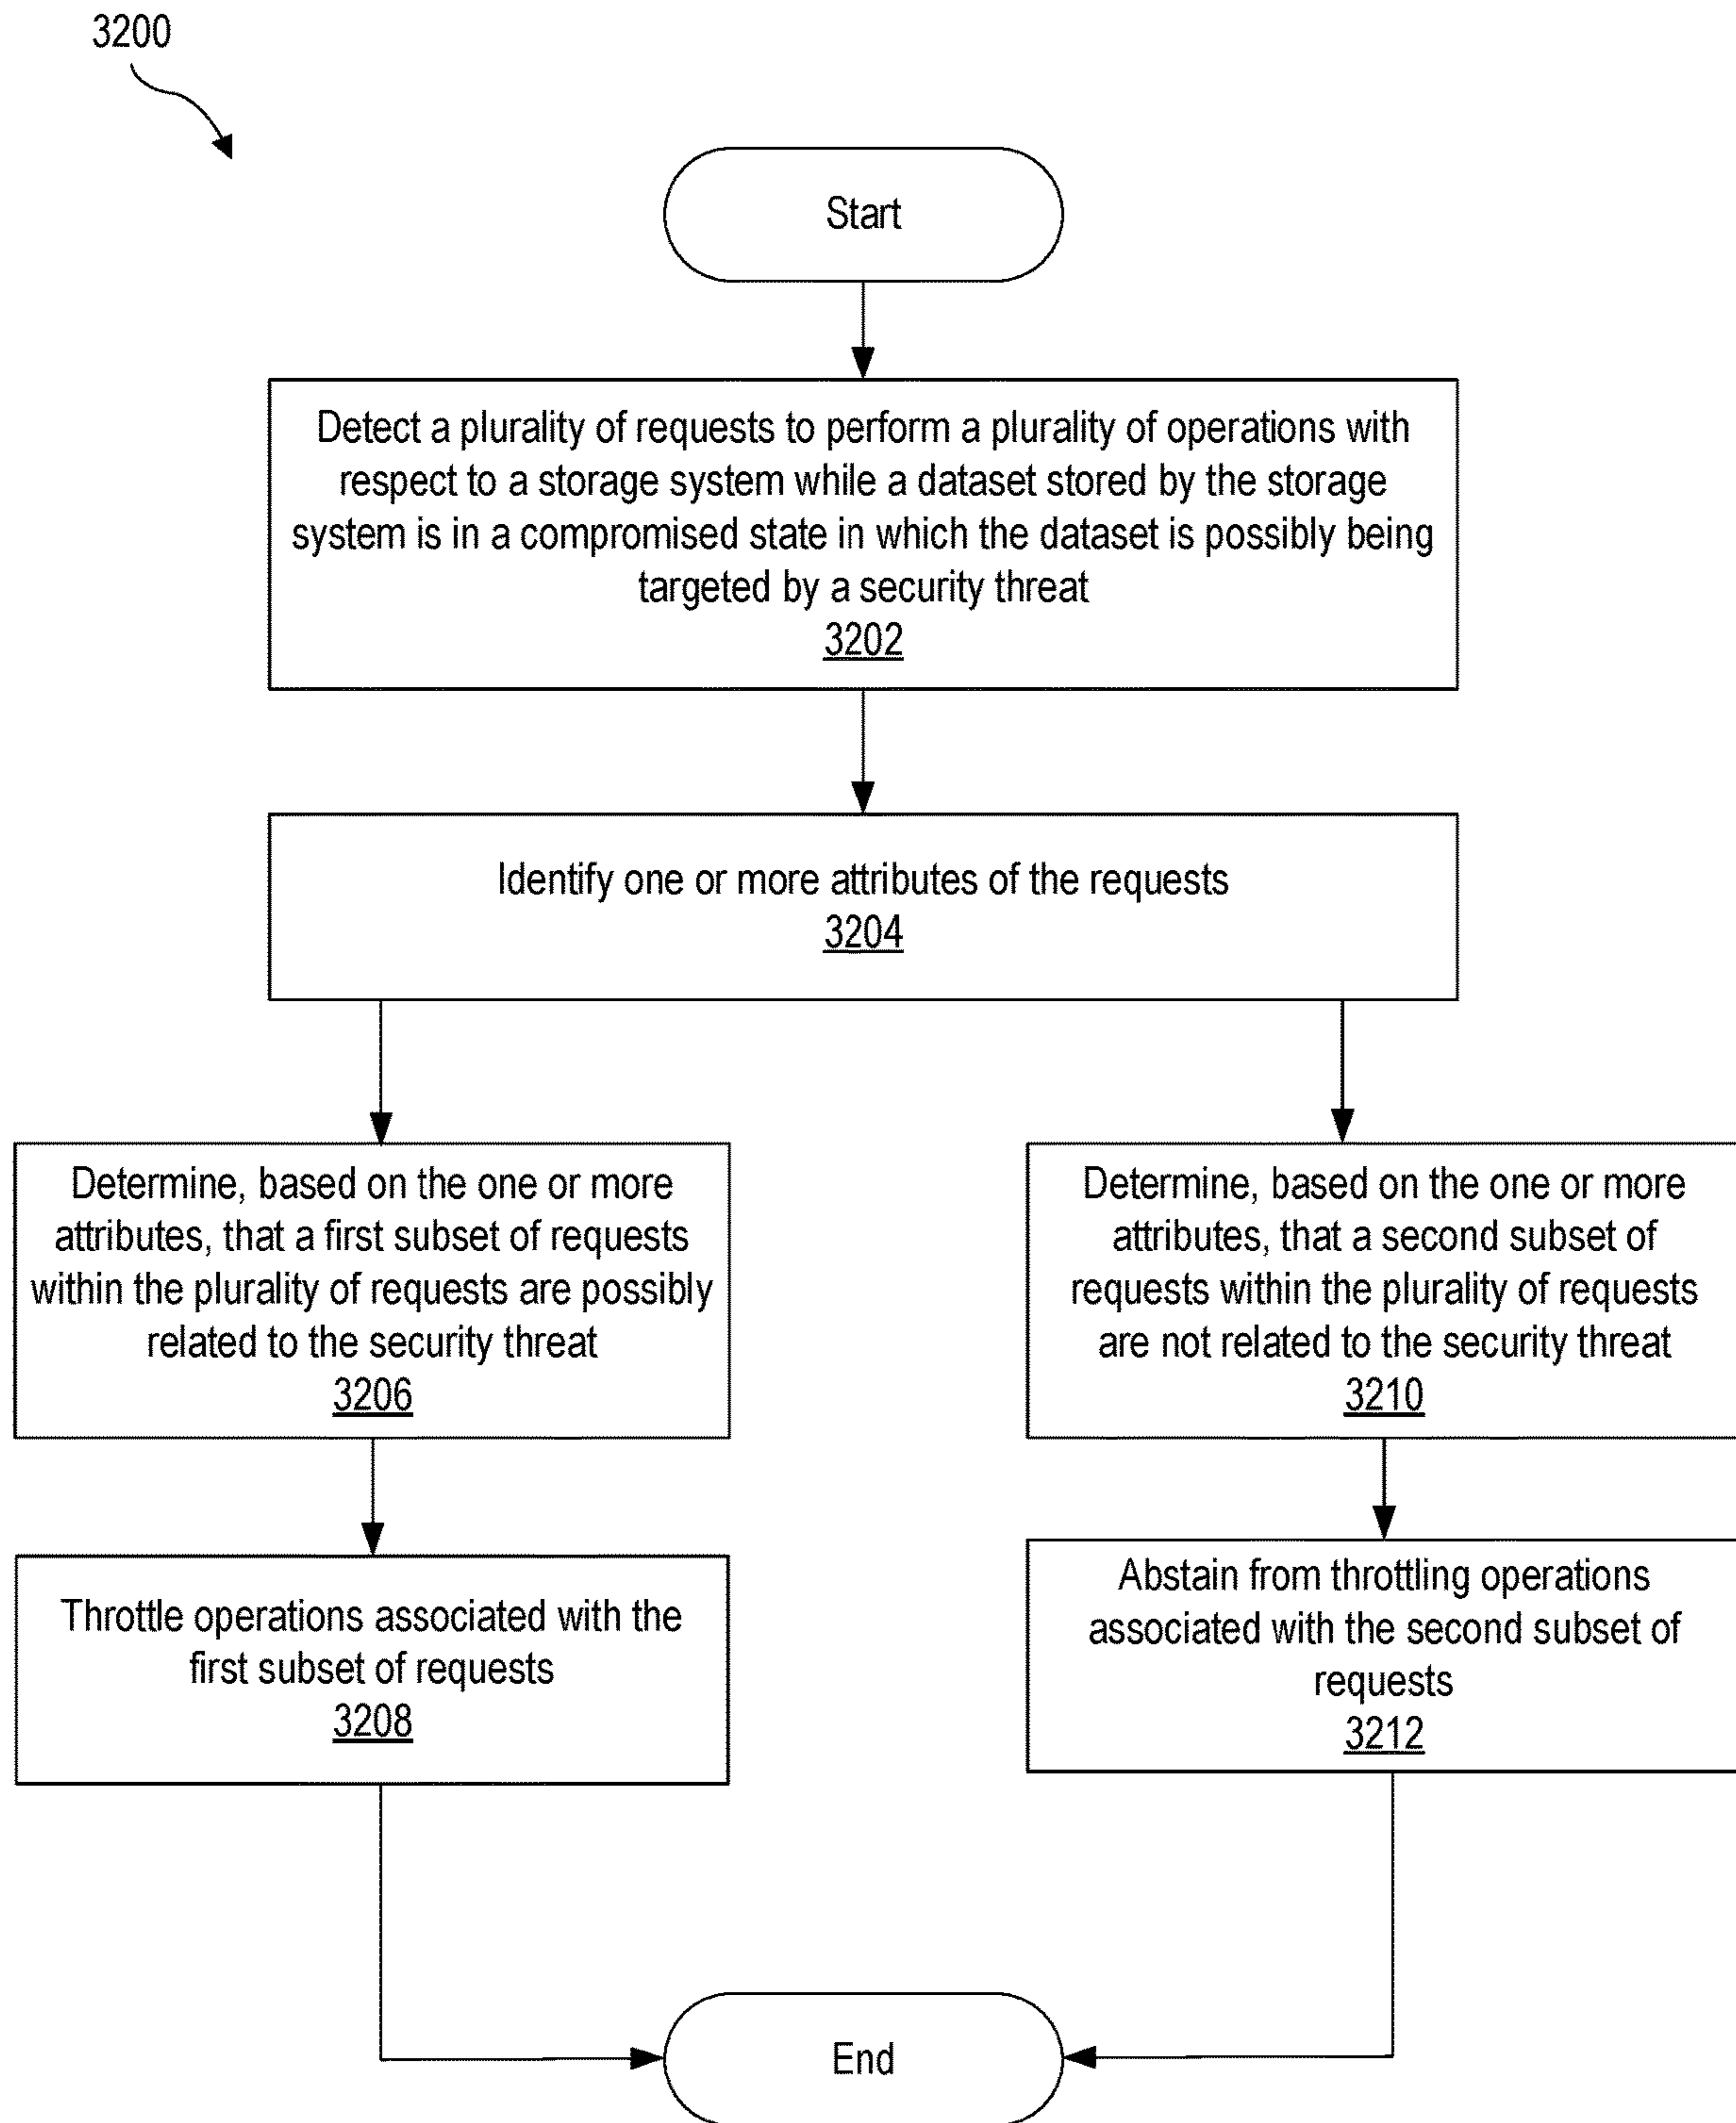 3200
Start
Detect a plurality of requests to perform a plurality of operations with
respect to a storage system while a dataset stored by the storage
system is in a compromised state in which the dataset is possibly being
targeted by a security threat
3202
Identify one or more attributes of the requests
3204
Determine, based on the one or more
attributes, that a first subset of requests
within the plurality of requests are possibly
related to the security threat
3206
Determine, based on the one or more
attributes, that a second subset of
requests within the plurality of requests
are not related to the security threat
3210
Throttle operations associated with the
first subset of requests
3208
Abstain from throttling operations
associated with the second subset of
requests
3212
End